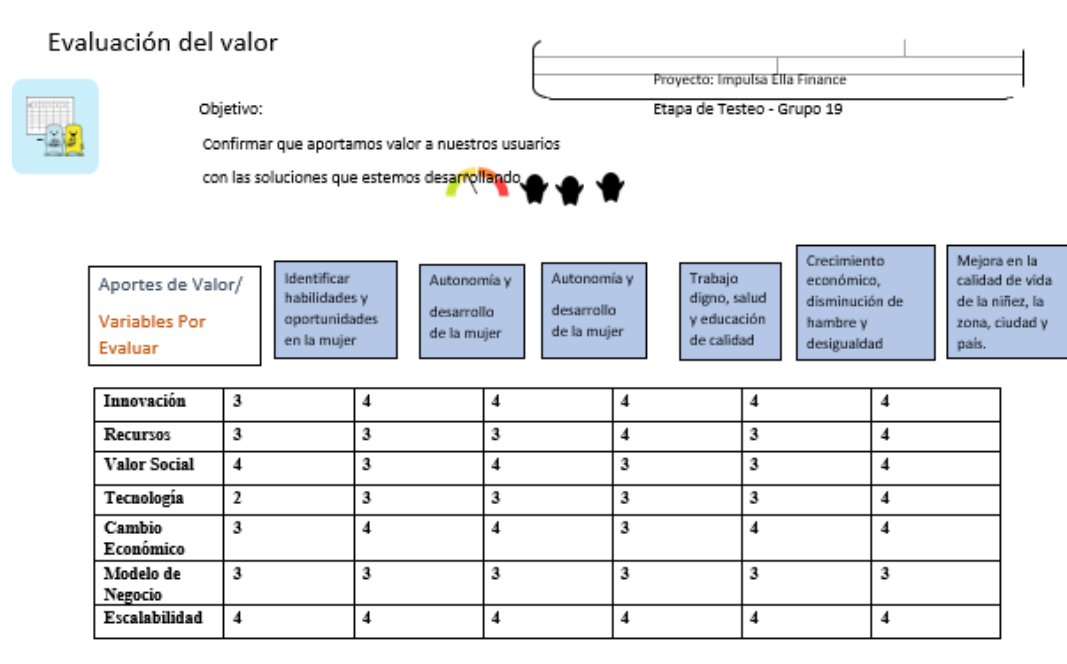 Evaluación del valor
Proyecto: Impulsa Ella Finance
Objetivo:
Etapa de Testeo - Grupo 19
Confirmar que aportamos valor a nuestros usuarios
con las soluciones que estemos desarrollando
Aportes de Valor/
Variables Por
Evaluar
Identificar
habilidades y
oportunidades
en la mujer
Autonomía y
desarrollo
de la mujer
Autonomía y
desarrollo
de la mujer
Trabajo
digno, salud
y educación
de calidad
Crecimiento
económico,
disminución de
hambre y
desigualdad
Mejora en la
calidad de vida
de la niñez, la
zona, ciudad y
país.
Innovación 3 4 4 4 4 4
Recursos 3 3 3 4 3 4
Valor Social 4 3 4 3 3 4
Tecnología 2 3 3 3 3 4
Cambio
Económico 3 4 4 3 4 4
Modelo de
Negocio 3 3 3 3 3 3
Escalabilidad 4 4 4 4 4 4